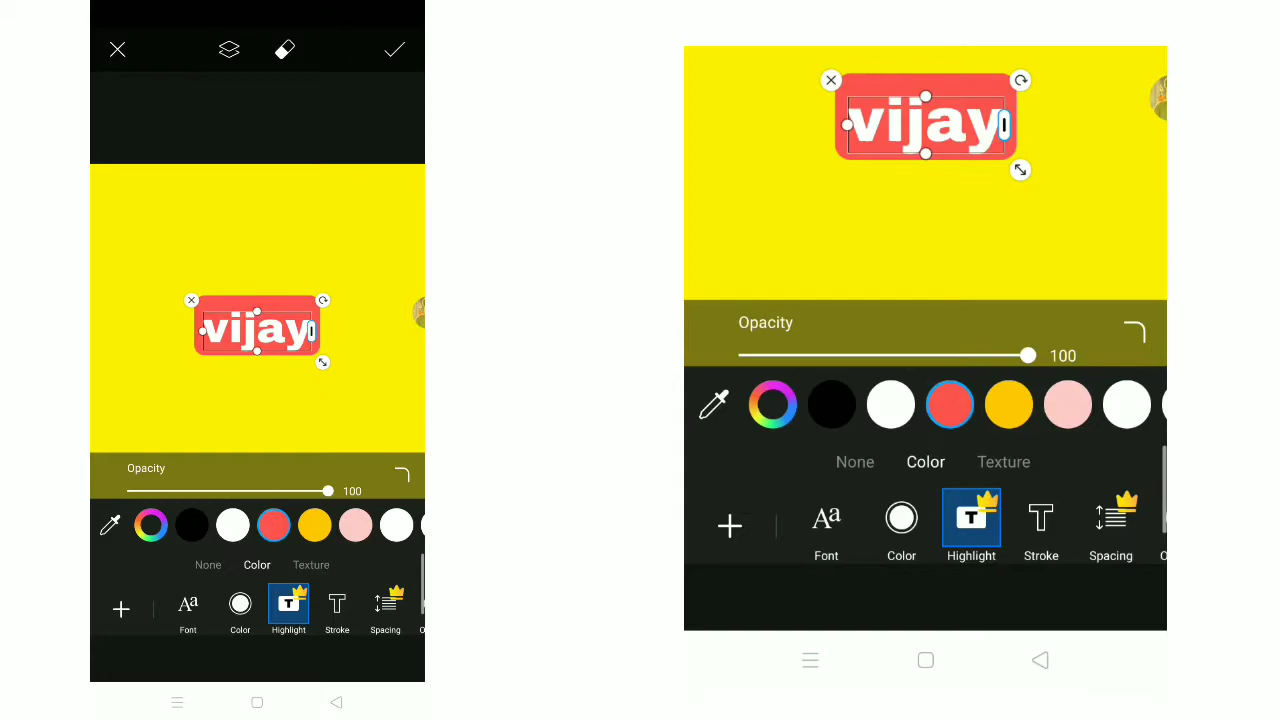 vijay
Opacity
100
None Color Texture
Font Color Highlight Stroke Spacing
vijay
Opacity
100
None Color Texture
Font Color Highlight Stroke Spacing